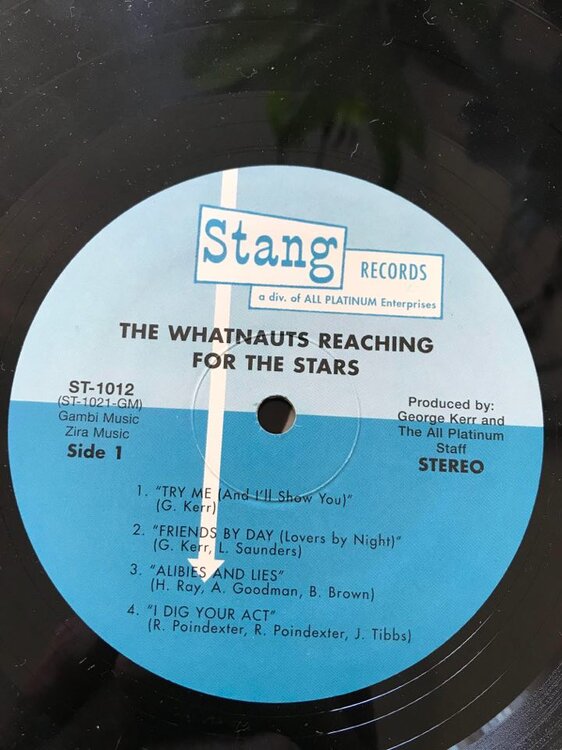 Stang
RECORDS
a div. of ALL PLATINUM Enterprises
THE WHATNAUTS REACHING
FOR THE STARS
ST-1012
(ST-1021-GM)
Gambi Music
Zira Music
Side 1
Produced by:
George Kerr and
The All Platinum
Staff
STEREO
1. "TRY ME (And I'll Show You)"
(G. Kerr)
2. "FRIENDS BY DAY (Lovers by Night)"
(G. Kerr, L. Saunders)
3. "ALIBIES AND LIES"
(H. Ray, A. Goodman, B. Brown)
4. "I DIG YOUR ACT"
(R. Poindexter, R. Poindexter, J. Tibbs)